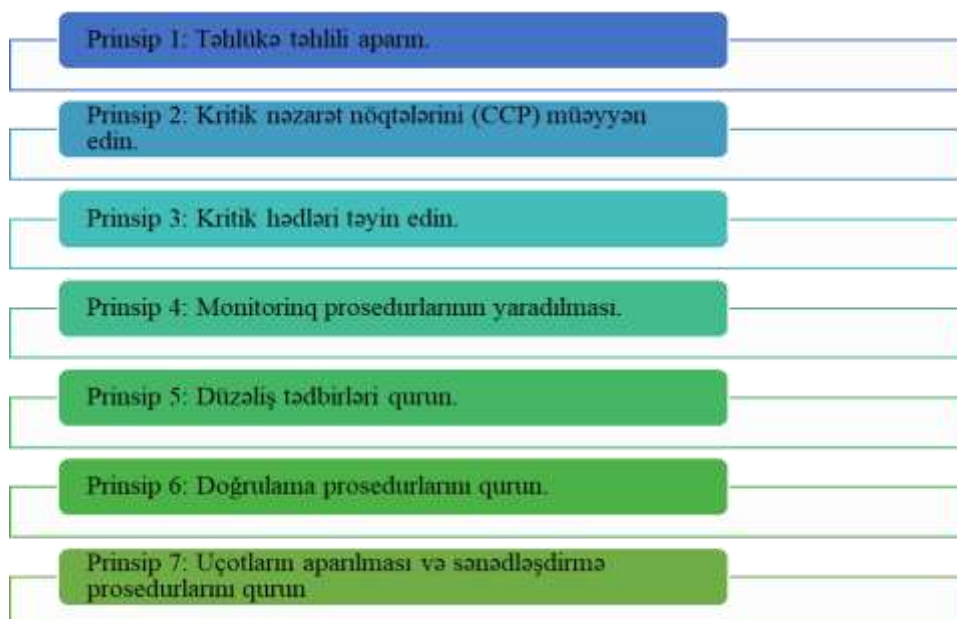 Prinsip 1: Təhlükə təhlili aparın.
Prinsip 2: Kritik nəzarət nöqtələrini (CCP) müəyyən
edin.
Prinsip 3: Kritik hədləri təyin edin.
Prinsip 4: Monitorinq prosedurlarının yaradılması.
Prinsip 5: Düzəliş tədbirləri qurun.
Prinsip 6: Doğrulama prosedurlarını qurun.
Prinsip 7: Uçotların aparılması və sənədləşdirmə
prosedurlarını qurun